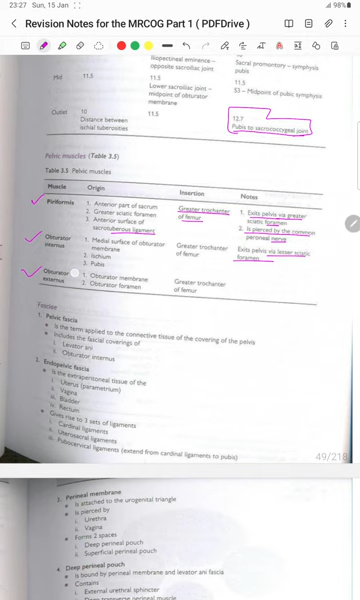 23:27 Sun, 15 Jan
98%
Revision Notes for the MRCOG Part 1 ( PDFDrive )
Iliopectineal eminence –
opposite sacroiliac joint
Sacral promontory – symphysis
pubis
Mid 11.5 11.5 11.5
Lower sacroiliac joint –
midpoint of obturator
membrane
S3 – Midpoint of pubic symphysis
Outlet 10 11.5 12.7
Distance between
ischial tuberosities
Pubis to sacrococcygeal joint
Pelvic muscles (Table 3.5)
Table 3.5 Pelvic muscles
Muscle Origin Insertion Notes
Piriformis 1. Anterior part of sacrum
2. Greater sciatic foramen
3. Anterior surface of
sacrotuberous ligament
Greater trochanter
of femur
1. Exits pelvis via greater
sciatic foramen
2. Is pierced by the common
peroneal nerve
Obturator
internus
1. Medial surface of obturator
membrane
2. Ischium
3. Pubis
Greater trochanter
of femur
Exits pelvis via lesser sciatic
foramen
Obturator
externus
1. Obturator membrane
2. Obturator foramen
Greater trochanter
of femur
Fasciae
1. Pelvic fascia
• Is the term applied to the connective tissue of the covering of the pelvis
• Includes the fascial coverings of
i. Levator ani
ii. Obturator internus
2. Endopelvic fascia
• Is the extraperitoneal tissue of the
i. Uterus (parametrium)
ii. Vagina
iii. Bladder
iv. Rectum
• Gives rise to 3 sets of ligaments
i. Cardinal ligaments
ii. Uterosacral ligaments
iii. Pubocervical ligaments (extend from cardinal ligaments to pubis)
49/218
3. Perineal membrane
• Is attached to the urogenital triangle
• Is pierced by
i. Urethra
ii. Vagina
• Forms 2 spaces
i. Deep perineal pouch
ii. Superficial perineal pouch
4. Deep perineal pouch
• Is bound by perineal membrane and levator ani fascia
• Contains
i. External urethral sphincter
ii. Deep transverse perineal muscle